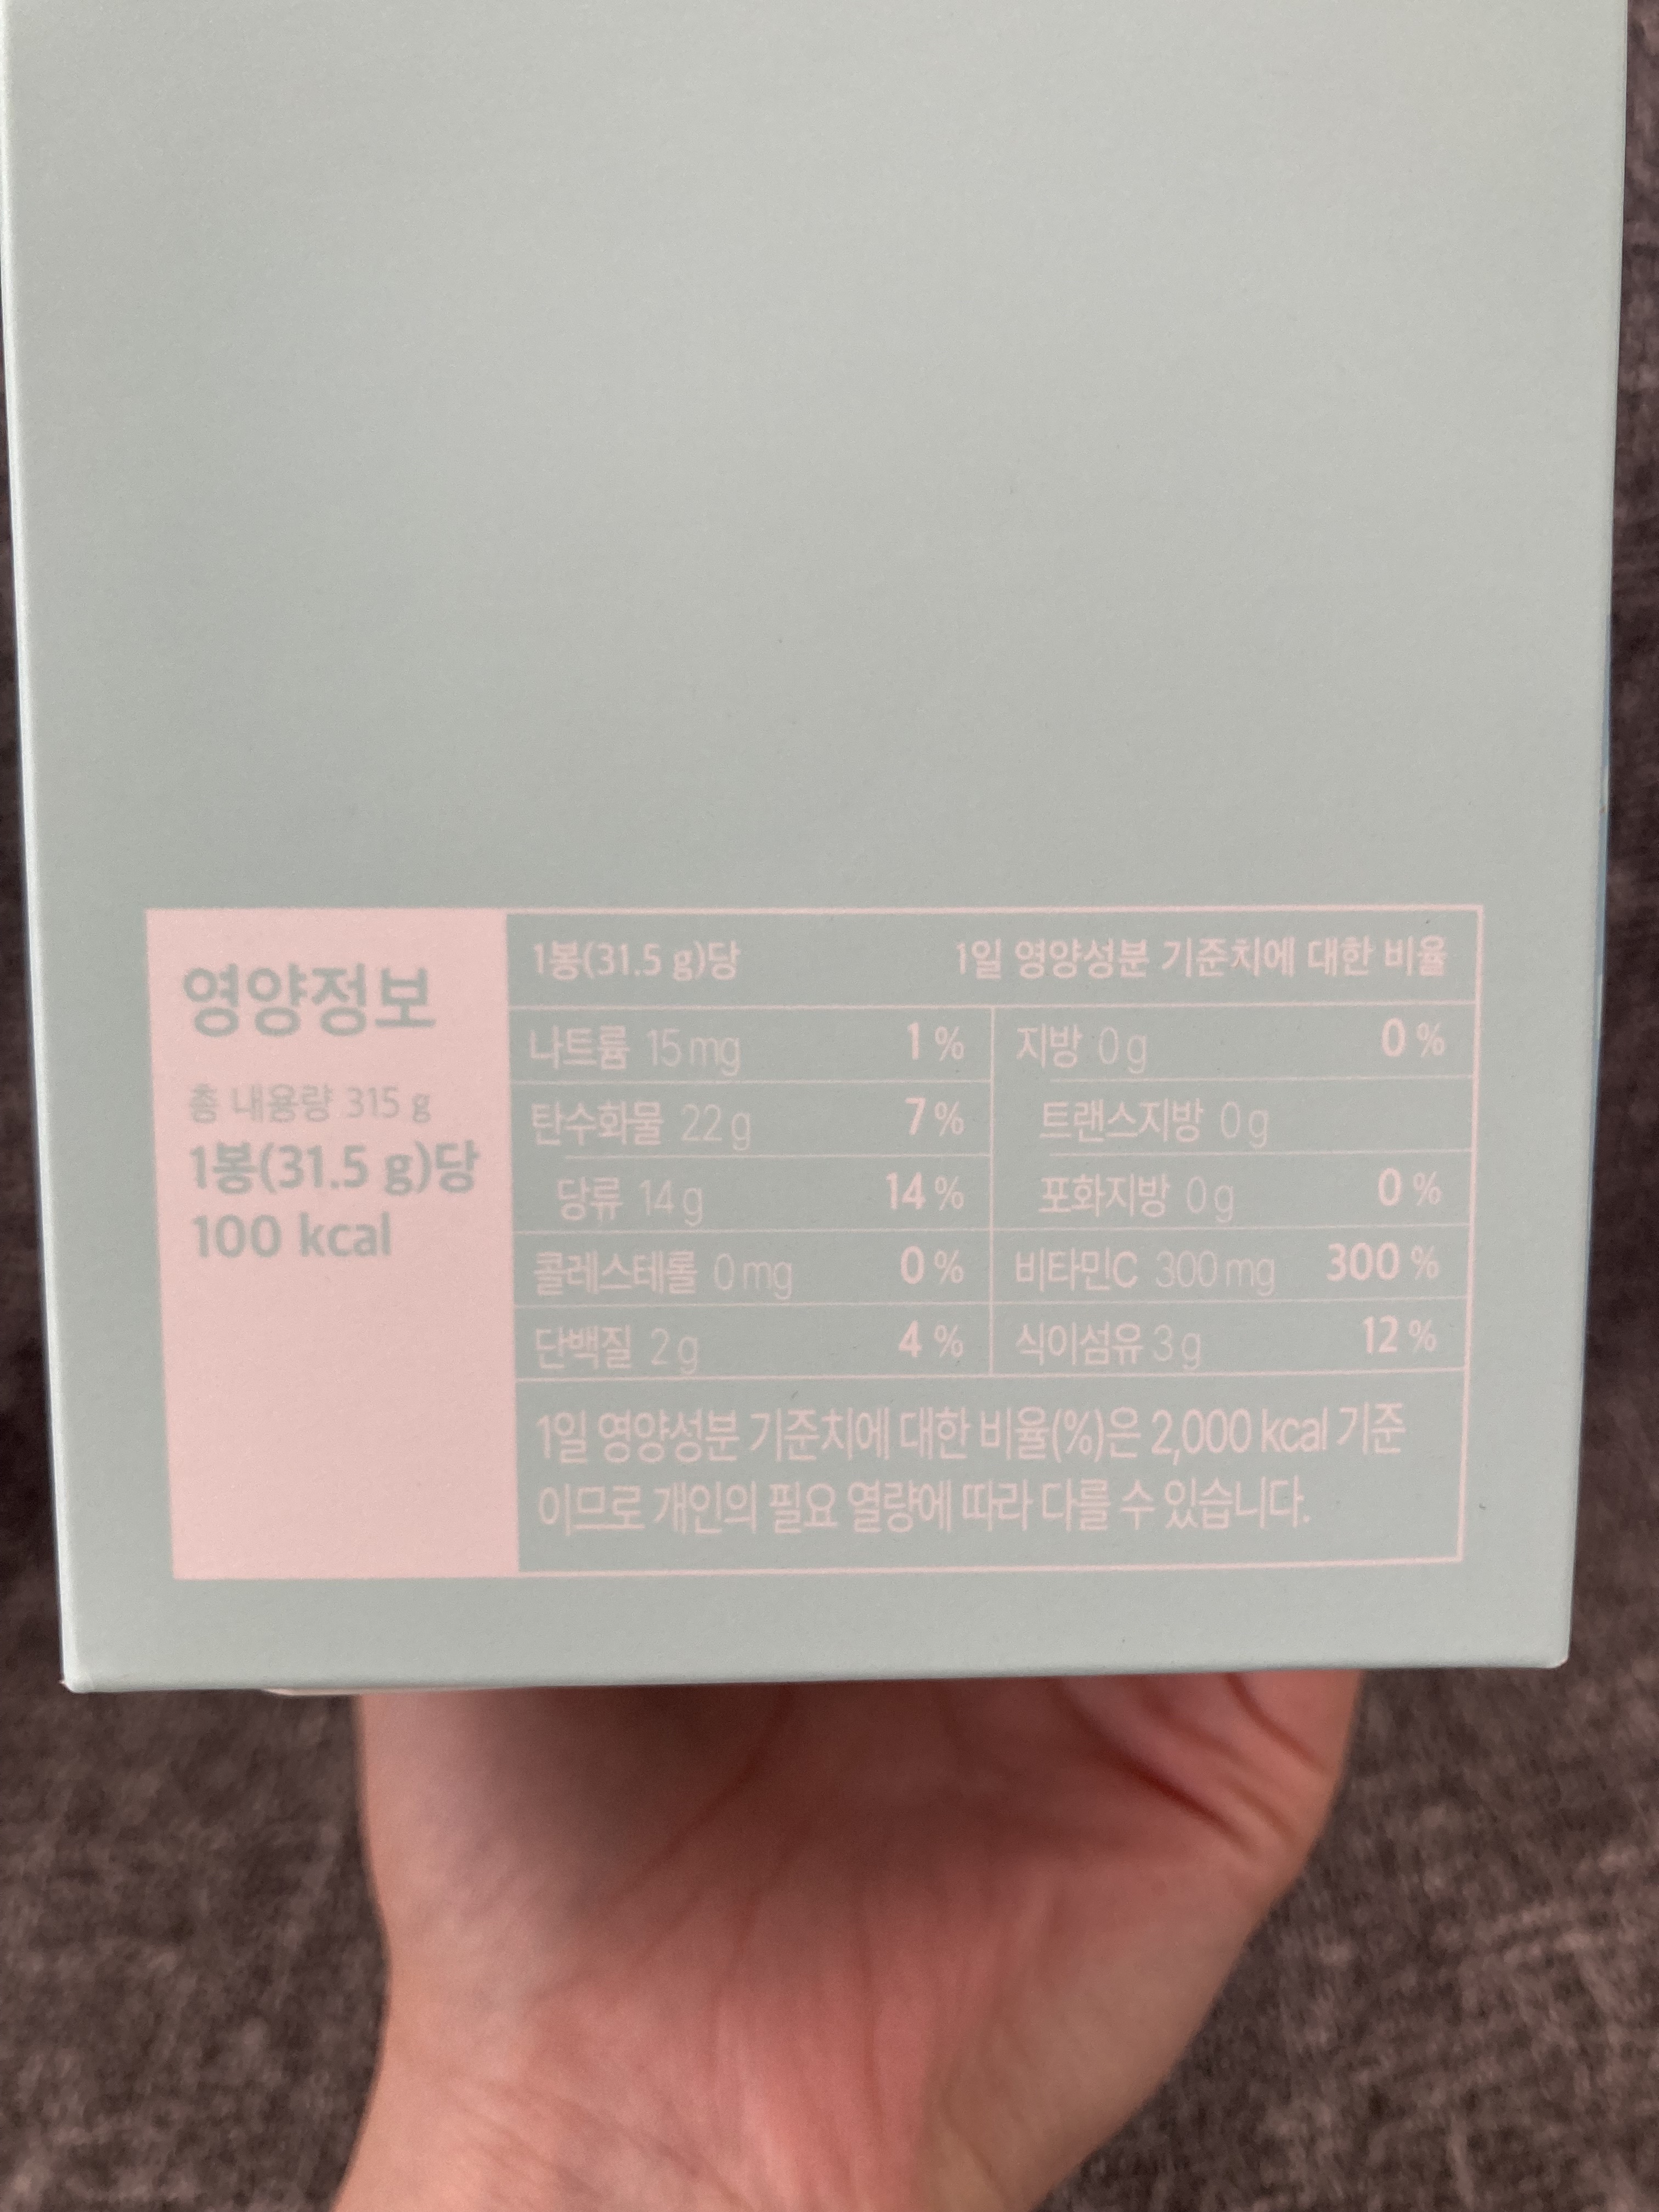 영양정보
총 내용량 315 g
1봉(31.5 g)당
100 kcal
1봉(31.5 g)당 1일 영양성분 기준치에 대한 비율
나트륨 15 mg 1 %
탄수화물 22 g 7 %
당류 14 g 14 %
콜레스테롤 0 mg 0 %
단백질 2 g 4 %
지방 0 g 0 %
트랜스지방 0 g
포화지방 0 g 0 %
비타민C 300 mg 300 %
식이섬유 3 g 12 %
1일 영양성분 기준치에 대한 비율(%)은 2,000 kcal 기준
이므로 개인의 필요 열량에 따라 다를 수 있습니다.